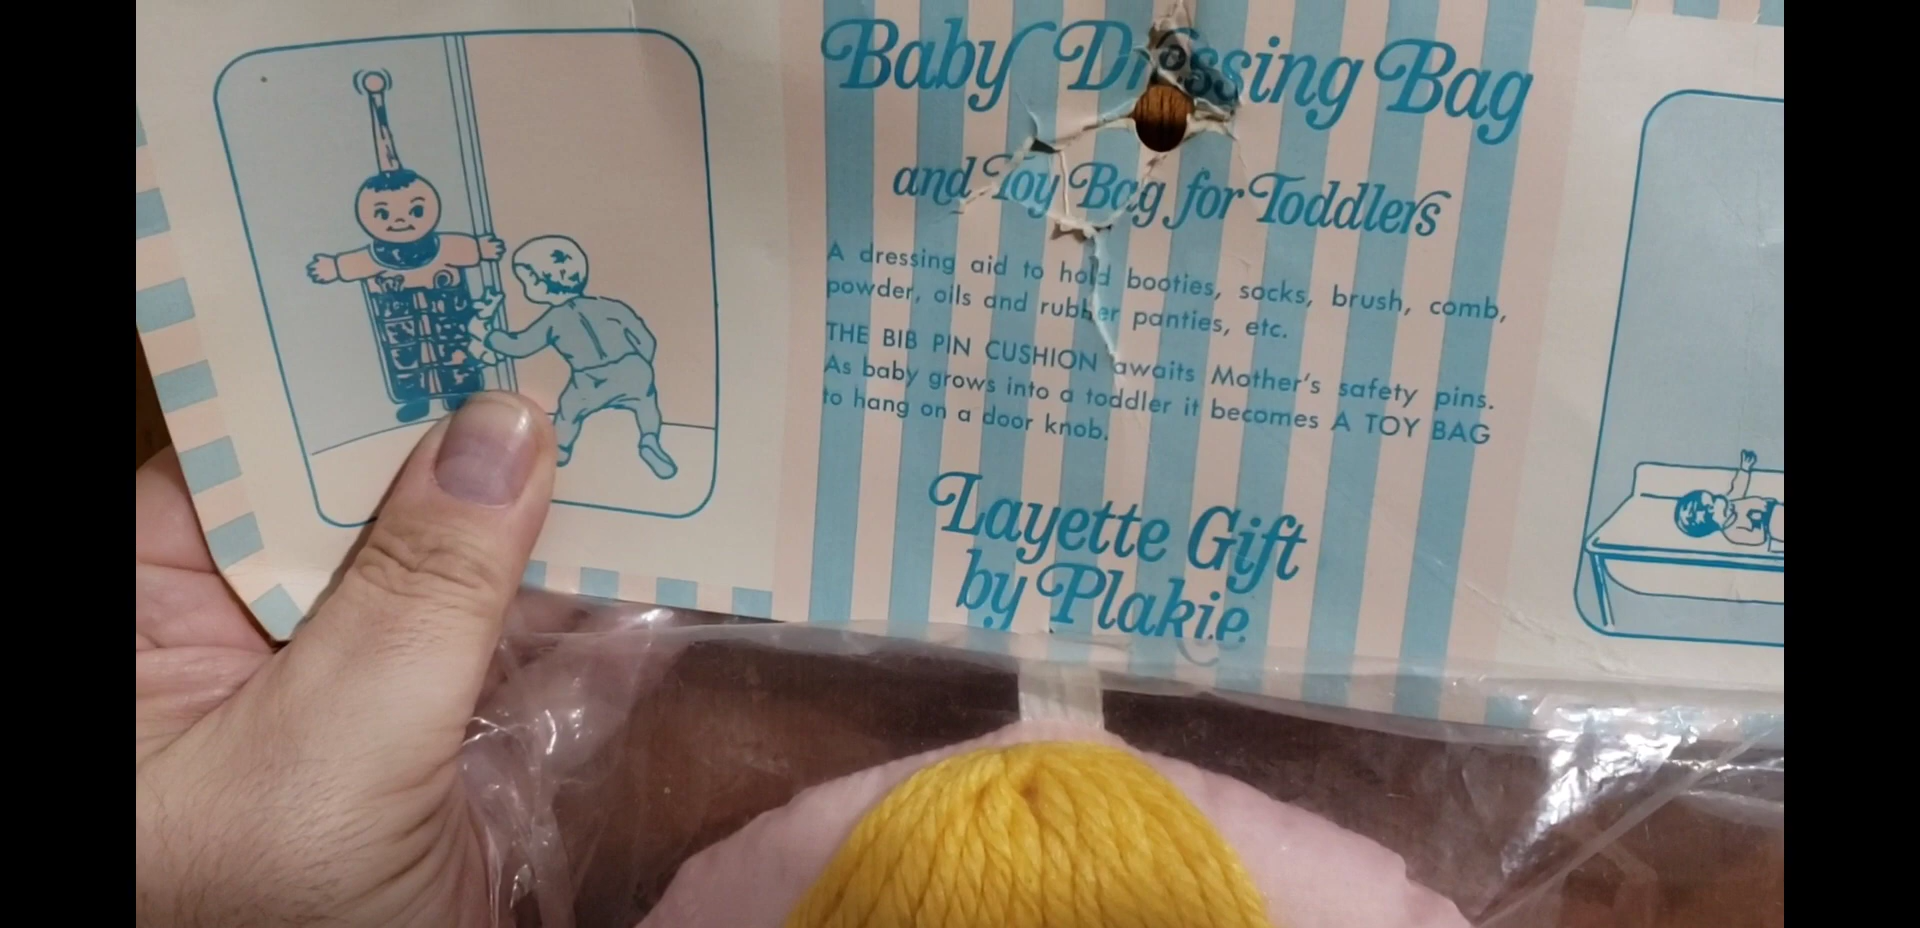 Baby Dressing Bag
and Toy Bag for Toddlers
A dressing aid to hold booties, socks, brush, comb,
powder, oils and rubber panties, etc.
THE BIB PIN CUSHION awaits Mother's safety pins.
As baby grows into a toddler it becomes A TOY BAG
to hang on a door knob.
Layette Gift
by Plakie